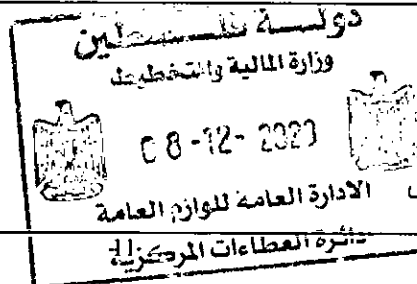 دولة فلسطين
وزارة المالية والتخطيط
08-12-2020
الادارة العامة للوازم العامة
دائرة العطاءات المركزية